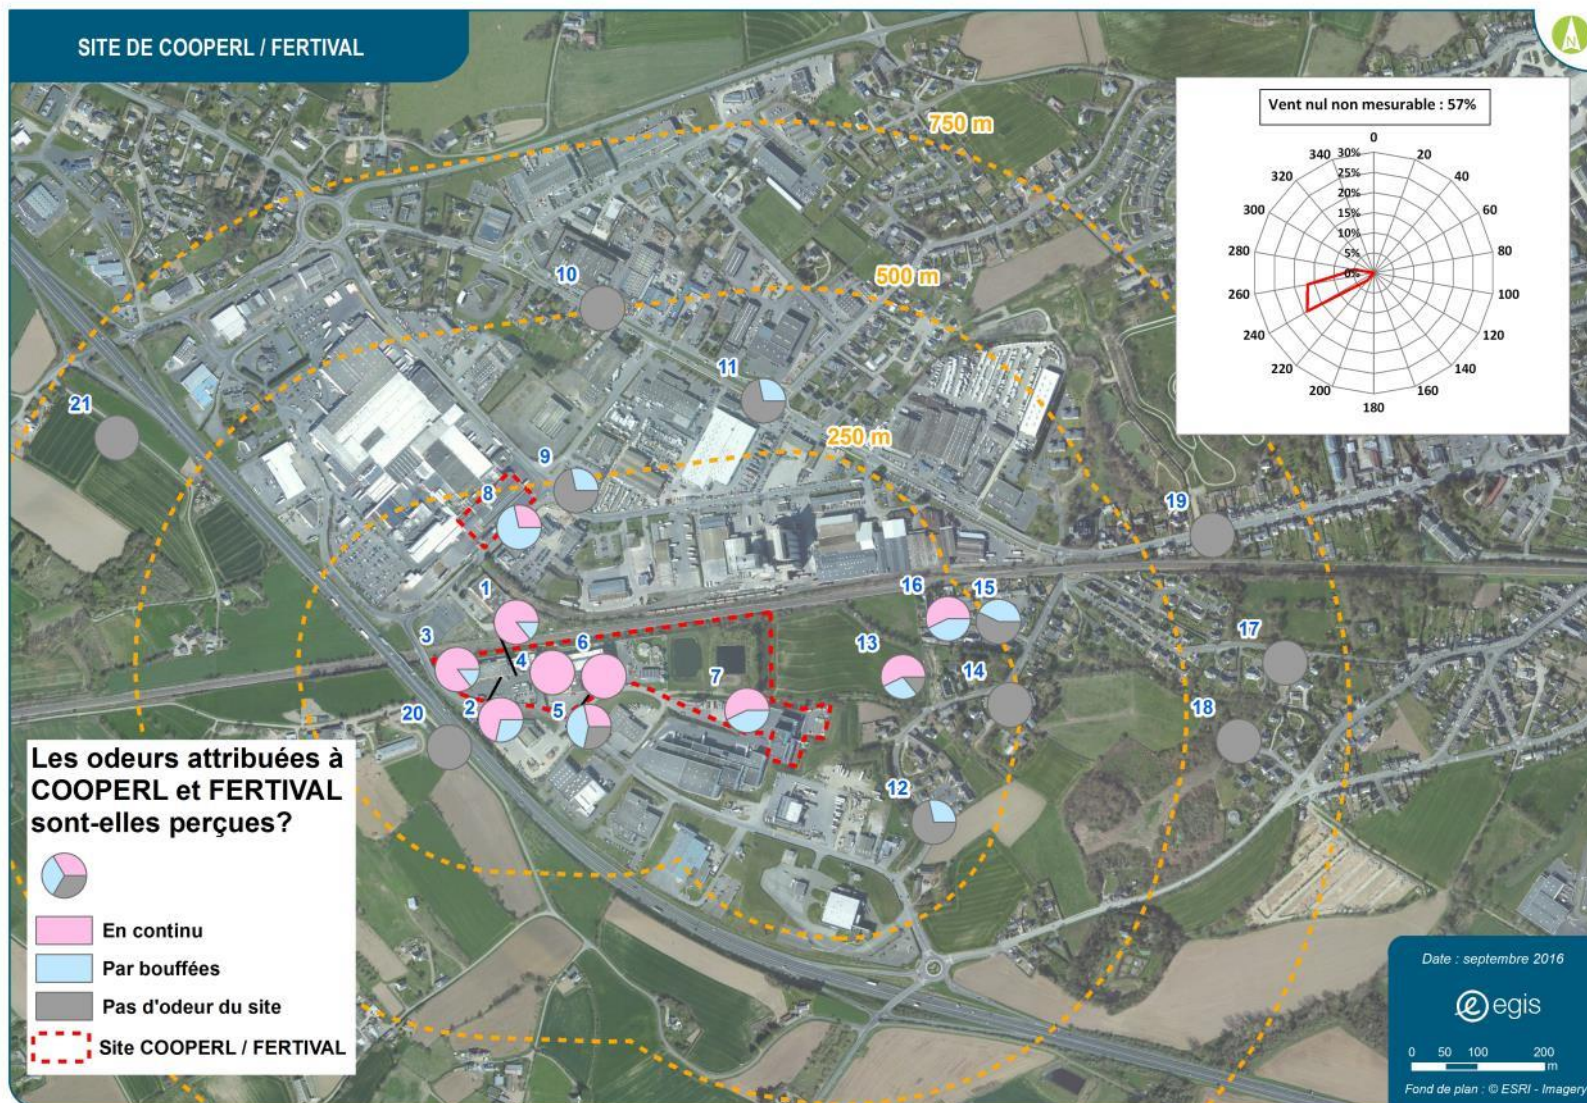 SITE DE COOPERL / FERTIVAL
N
Vent nul non mesurable : 57%
0
20
40
60
80
100
120
140
160
180
200
220
240
260
280
300
320
340
30%
25%
20%
15%
10%
5%
0%
750 m
500 m
250 m
10
11
21
9
8
19
1
16
15
3
6
4
13
17
7
14
2
5
20
18
12
Les odeurs attribuées à
COOPERL et FERTIVAL
sont-elles perçues?
En continu
Par bouffées
Pas d'odeur du site
Site COOPERL / FERTIVAL
Date : septembre 2016
egis
0 50 100 200
m
Fond de plan : © ESRI - Imagery